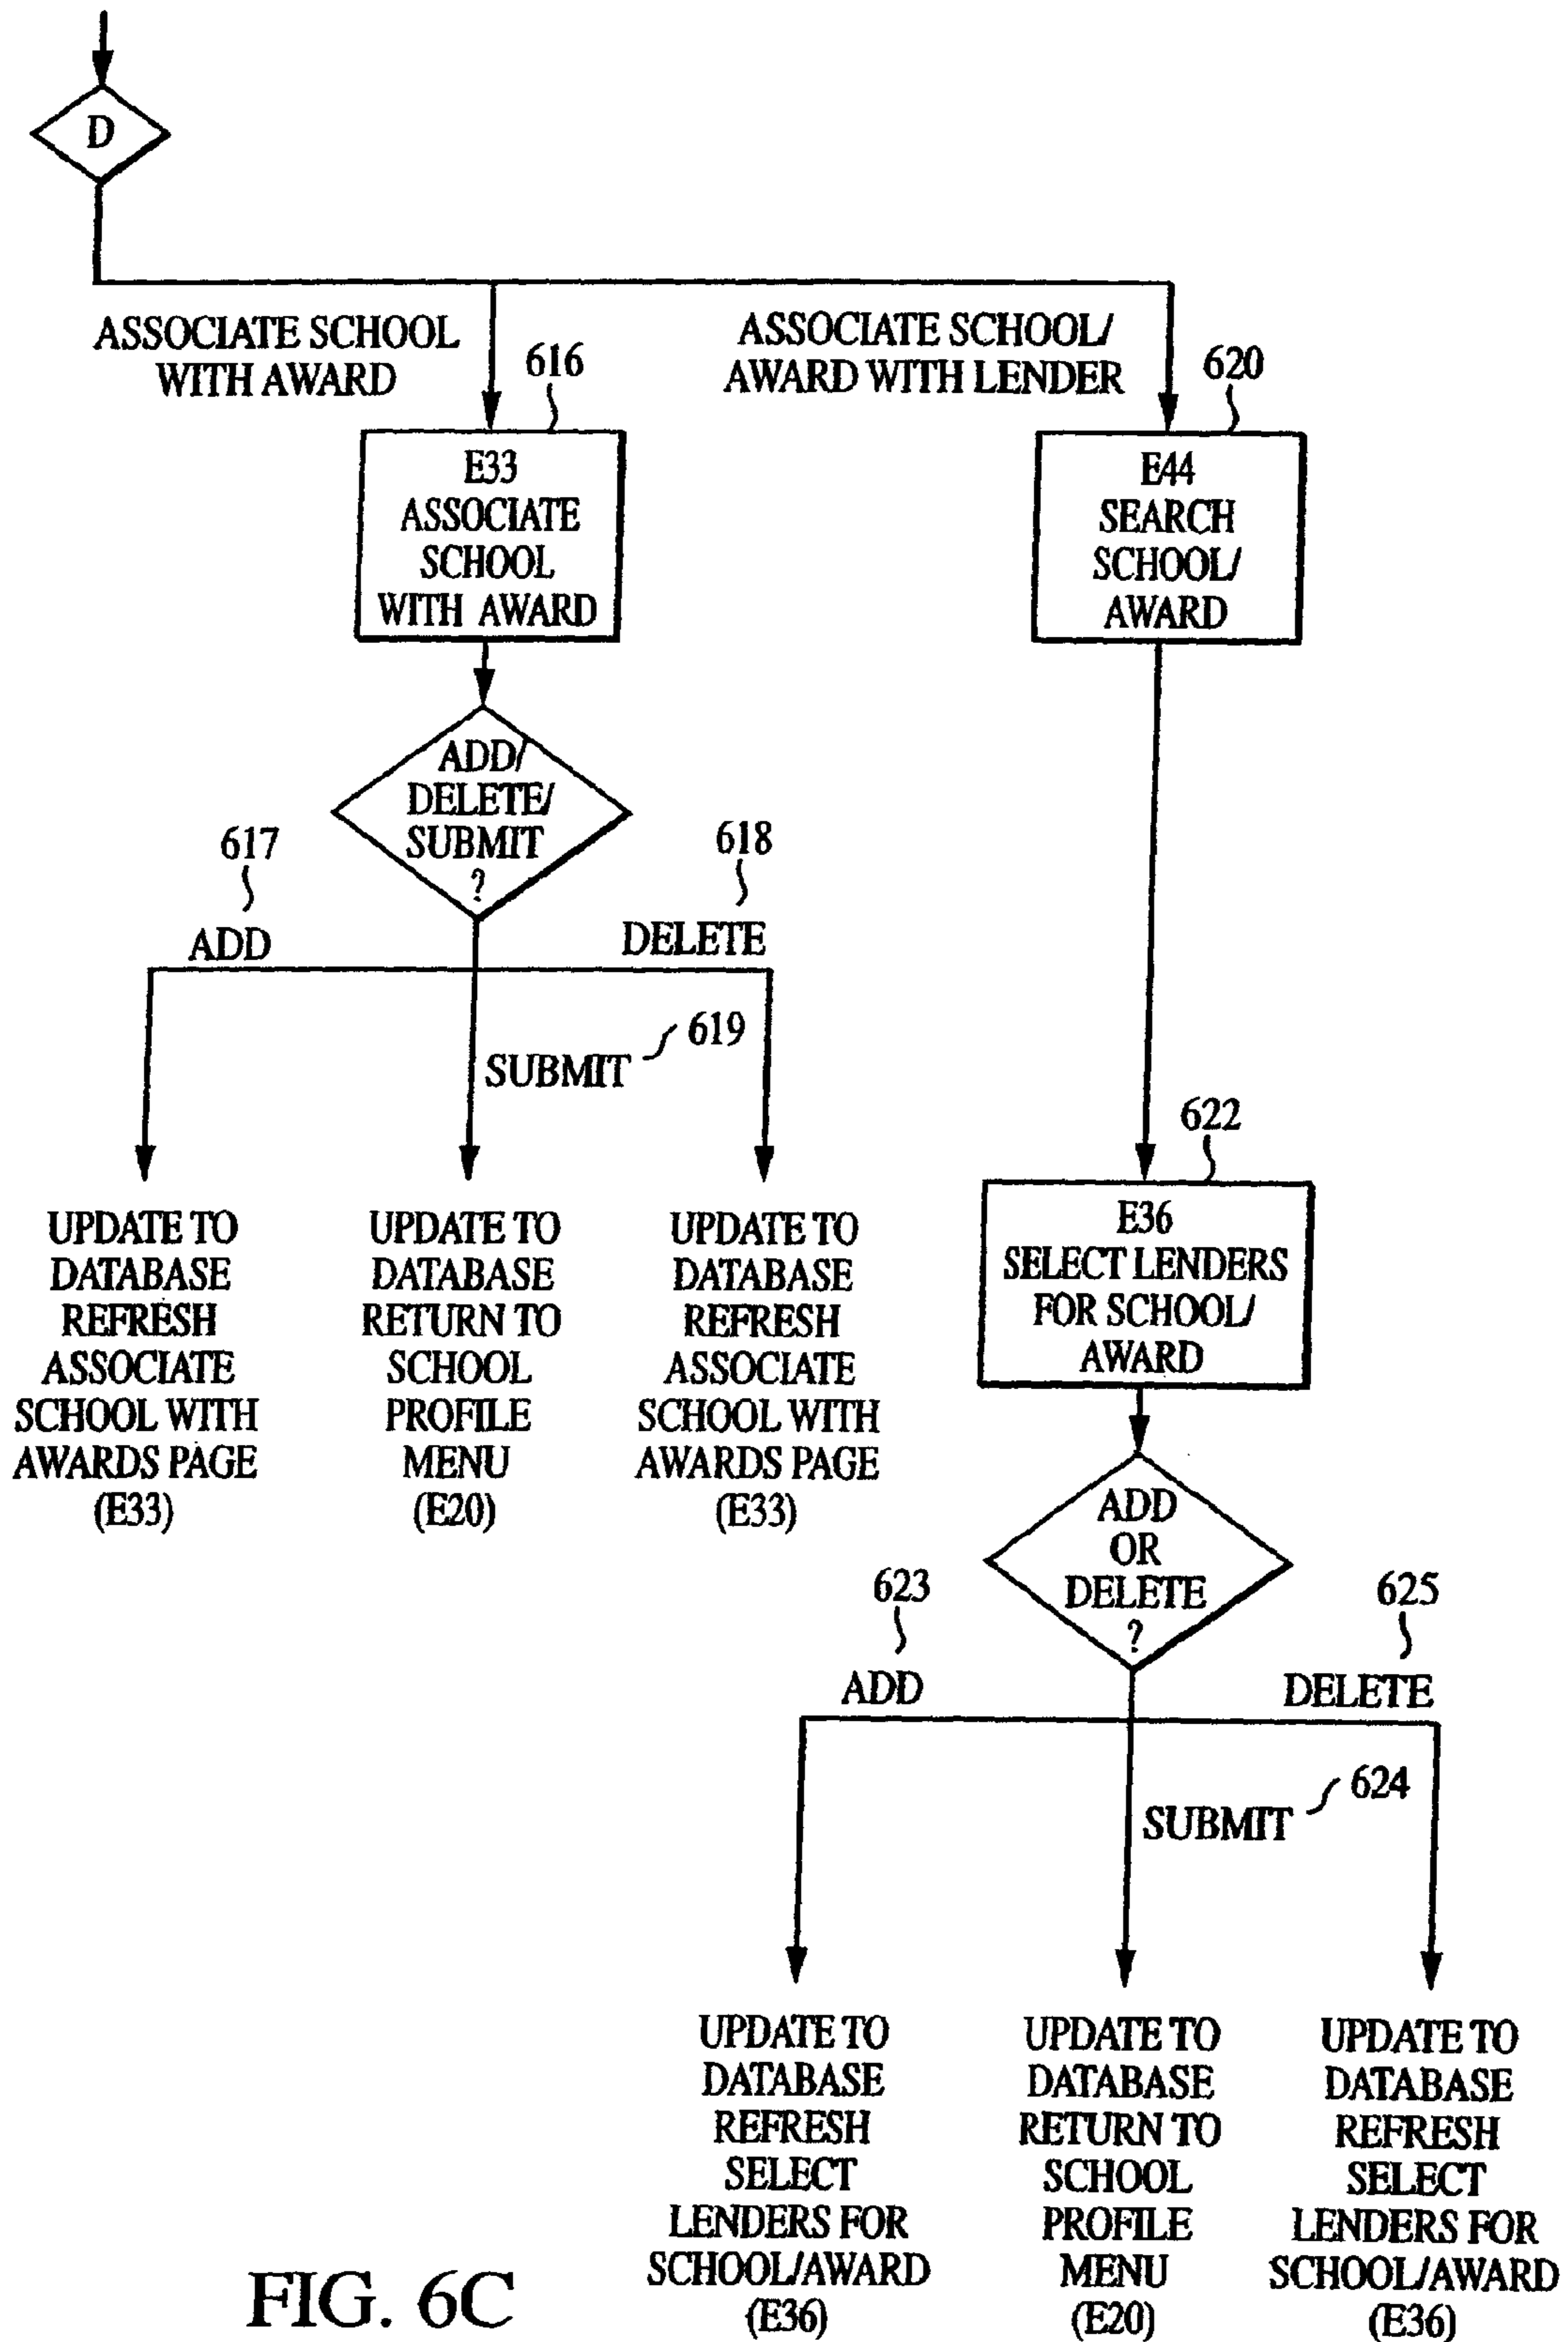 D
ASSOCIATE SCHOOL
WITH AWARD
616
E33
ASSOCIATE
SCHOOL
WITH AWARD
ADD/
DELETE/
SUBMIT
?
617
ADD
618
DELETE
SUBMIT
619
UPDATE TO
DATABASE
REFRESH
ASSOCIATE
SCHOOL WITH
AWARDS PAGE
(E33)
UPDATE TO
DATABASE
RETURN TO
SCHOOL
PROFILE
MENU
(E20)
UPDATE TO
DATABASE
REFRESH
ASSOCIATE
SCHOOL WITH
AWARDS PAGE
(E33)
ASSOCIATE SCHOOL/
AWARD WITH LENDER
620
E44
SEARCH
SCHOOL/
AWARD
622
E36
SELECT LENDERS
FOR SCHOOL/
AWARD
ADD
OR
DELETE
?
623
ADD
625
DELETE
SUBMIT
624
UPDATE TO
DATABASE
REFRESH
SELECT
LENDERS FOR
SCHOOL/AWARD
(E36)
UPDATE TO
DATABASE
RETURN TO
SCHOOL
PROFILE
MENU
(E20)
UPDATE TO
DATABASE
REFRESH
SELECT
LENDERS FOR
SCHOOL/AWARD
(E36)
FIG. 6C